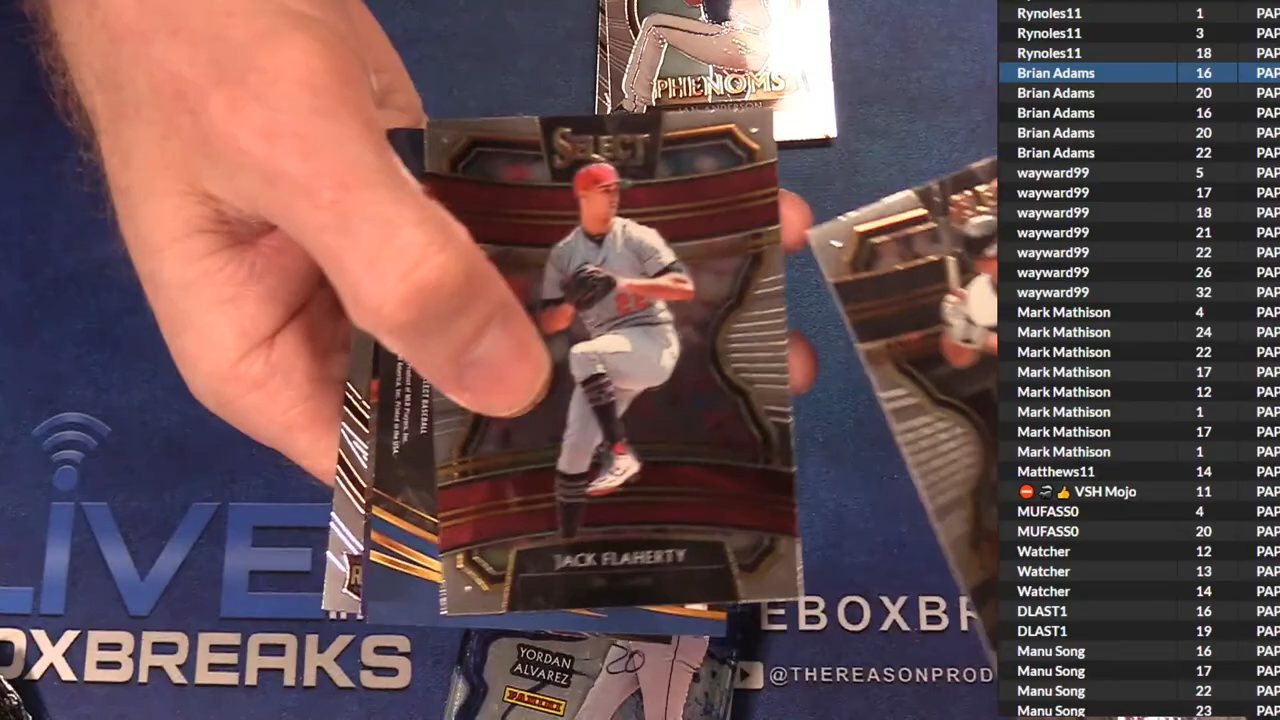 PHENOMS
IAN ANDERSON
SELECT
22
JACK FLAHERTY
YORDAN
ALVAREZ
PANINI
20
LIVE
OXBREAKS
EBOXBR
@THEREASONPROD
Rynoles11 1 PAP
Rynoles11 3 PAP
Rynoles11 18 PAP
Brian Adams 16 PAP
Brian Adams 20 PAP
Brian Adams 16 PAP
Brian Adams 20 PAP
Brian Adams 22 PAP
wayward99 5 PAP
wayward99 17 PAP
wayward99 18 PAP
wayward99 21 PAP
wayward99 22 PAP
wayward99 26 PAP
wayward99 32 PAP
Mark Mathison 4 PAP
Mark Mathison 24 PAP
Mark Mathison 22 PAP
Mark Mathison 17 PAP
Mark Mathison 12 PAP
Mark Mathison 1 PAP
Mark Mathison 17 PAP
Mark Mathison 1 PAP
Matthews11 14 PAP
VSH Mojo 11 PAP
MUFASS0 4 PAP
MUFASS0 20 PAP
Watcher 12 PAP
Watcher 13 PAP
Watcher 14 PAP
DLAST1 16 PAP
DLAST1 19 PAP
Manu Song 16 PAP
Manu Song 17 PAP
Manu Song 22 PAP
Manu Song 23 PAP